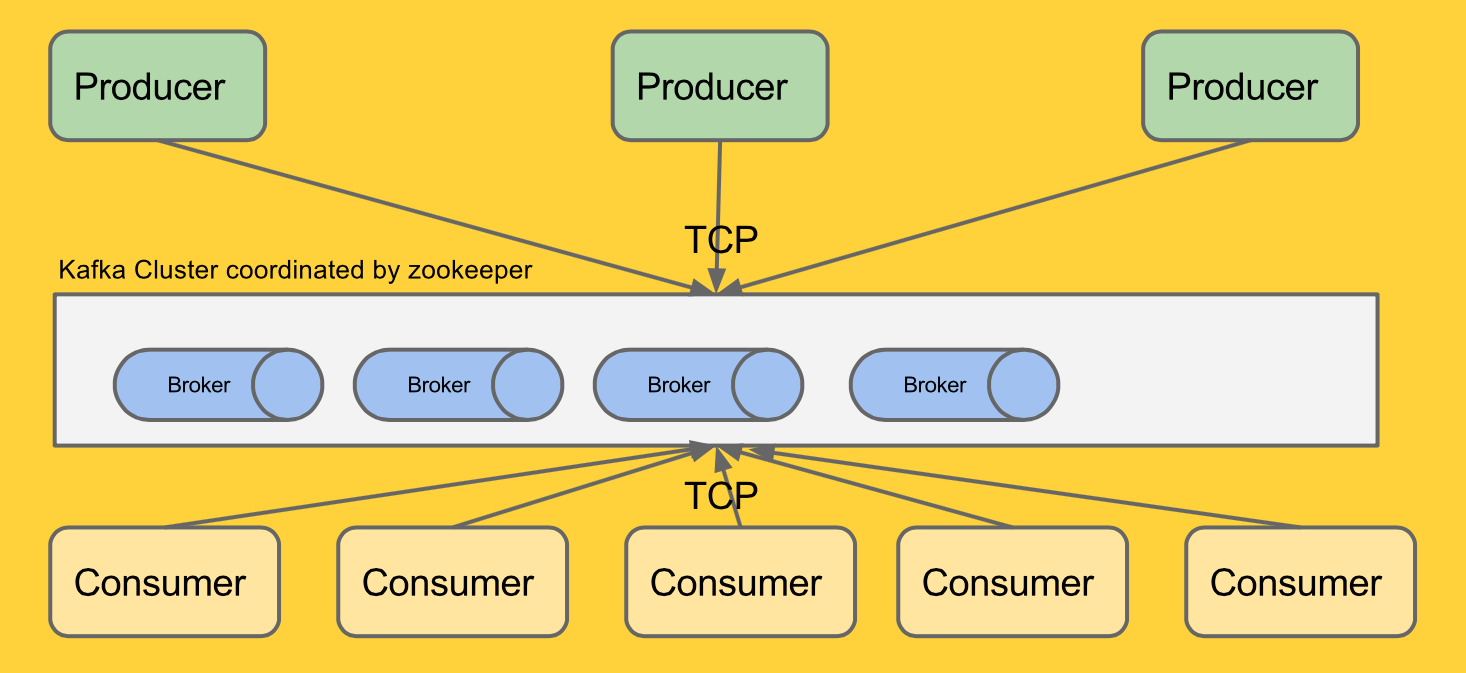 Producer
Producer
Producer
TCP
Kafka Cluster coordinated by zookeeper
Broker
Broker
Broker
Broker
TCP
Consumer
Consumer
Consumer
Consumer
Consumer